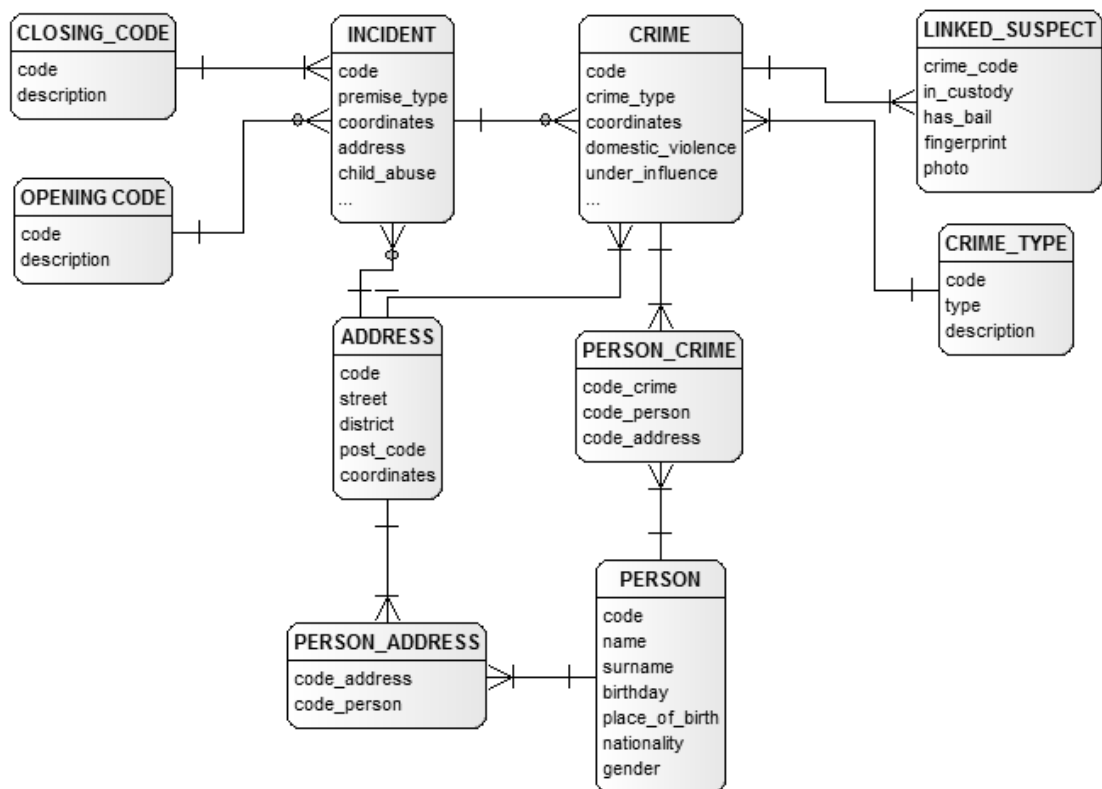 CLOSING_CODE
code
description
INCIDENT
code
premise_type
coordinates
address
child_abuse
...
CRIME
code
crime_type
coordinates
domestic_violence
under_influence
...
LINKED_SUSPECT
crime_code
in_custody
has_bail
fingerprint
photo
OPENING CODE
code
description
CRIME_TYPE
code
type
description
ADDRESS
code
street
district
post_code
coordinates
PERSON_CRIME
code_crime
code_person
code_address
PERSON_ADDRESS
code_address
code_person
PERSON
code
name
surname
birthday
place_of_birth
nationality
gender